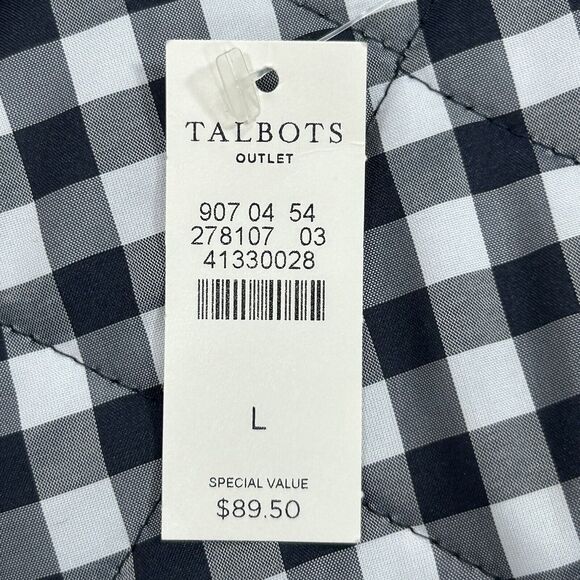 TALBOTS
OUTLET
907 04 54
278107 03
41330028
L
SPECIAL VALUE
$89.50